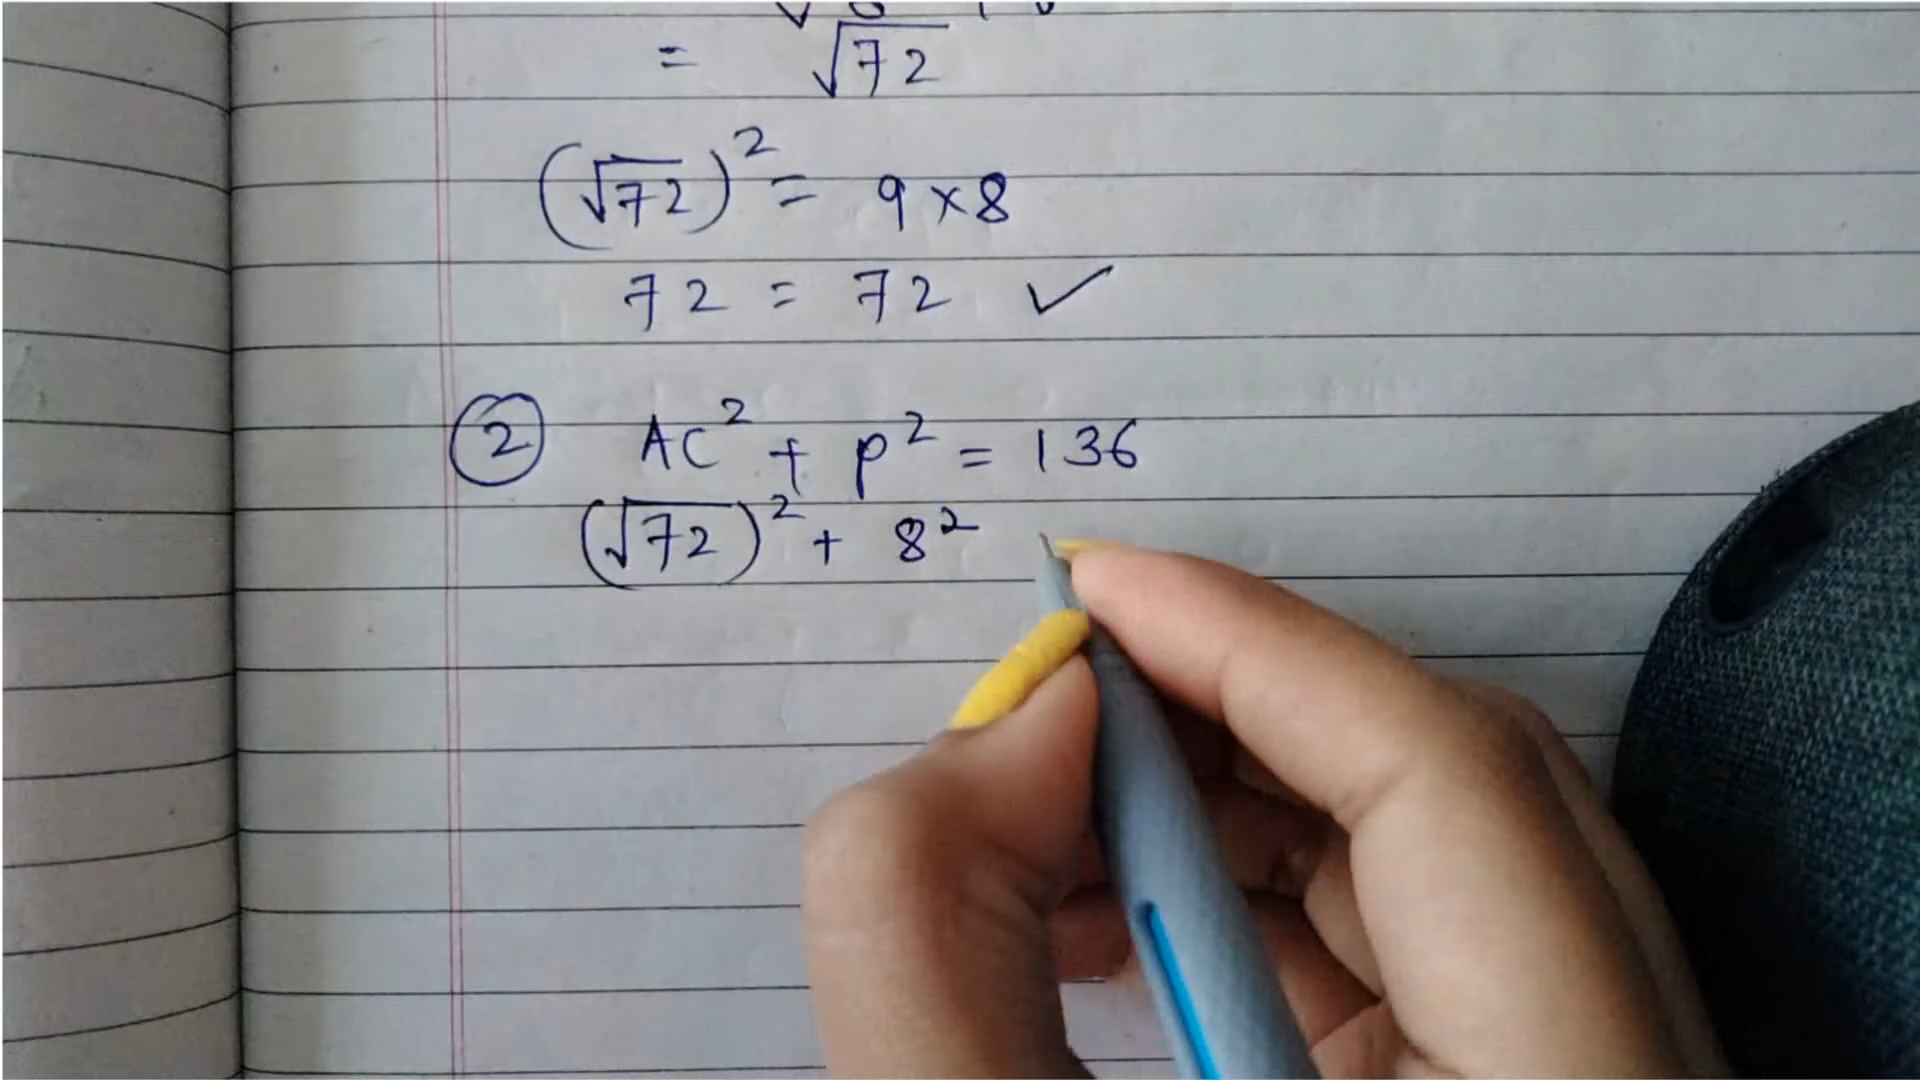 = √72
(√72)² = 9 × 8
72 = 72 ✓
② AC² + p² = 136
(√72)² + 8²